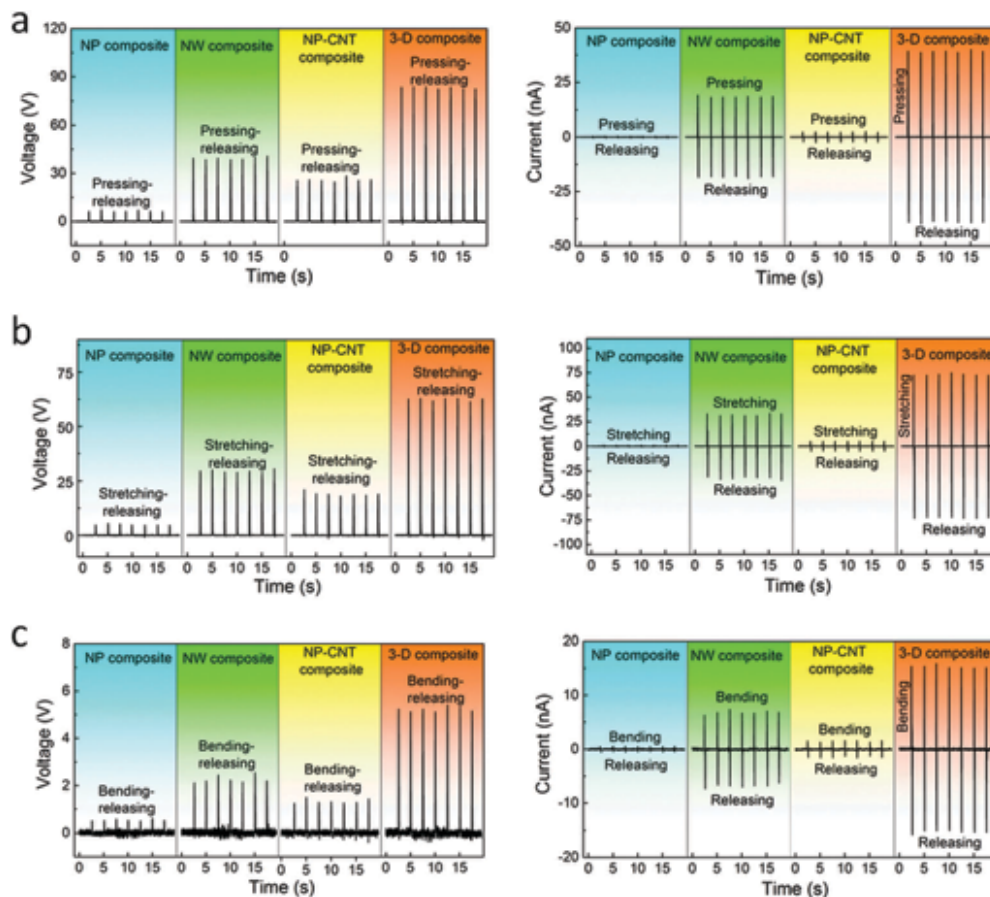 a
NP composite
NW composite
NP-CNT
composite
3-D composite
120
90
60
30
0
Voltage (V)
Pressing-
releasing
Pressing-
releasing
Pressing-
releasing
Pressing-
releasing
0 5 10 15 0 5 10 15 0 5 10 15 0 5 10 15
Time (s)
NP composite
NW composite
NP-CNT
composite
3-D composite
50
25
0
-25
-50
Current (nA)
Pressing
Releasing
Pressing
Releasing
Pressing
Releasing
Pressing
Releasing
0 5 10 15 0 5 10 15 0 5 10 15 0 5 10 15
Time (s)
b
NP composite
NW composite
NP-CNT
composite
3-D composite
75
50
25
0
Voltage (V)
Stretching-
releasing
Stretching-
releasing
Stretching-
releasing
Stretching-
releasing
0 5 10 15 0 5 10 15 0 5 10 15 0 5 10 15
Time (s)
NP composite
NW composite
NP-CNT
composite
3-D composite
100
75
50
25
0
-25
-50
-75
-100
Current (nA)
Stretching
Releasing
Stretching
Releasing
Stretching
Releasing
Stretching
Releasing
0 5 10 15 0 5 10 15 0 5 10 15 0 5 10 15
Time (s)
c
NP composite
NW composite
NP-CNT
composite
3-D composite
8
6
4
2
0
Voltage (V)
Bending-
releasing
Bending-
releasing
Bending-
releasing
Bending-
releasing
0 5 10 15 0 5 10 15 0 5 10 15 0 5 10 15
Time (s)
NP composite
NW composite
NP-CNT
composite
3-D composite
20
10
0
-10
-20
Current (nA)
Bending
Releasing
Bending
Releasing
Bending
Releasing
Bending
Releasing
0 5 10 15 0 5 10 15 0 5 10 15 0 5 10 15
Time (s)